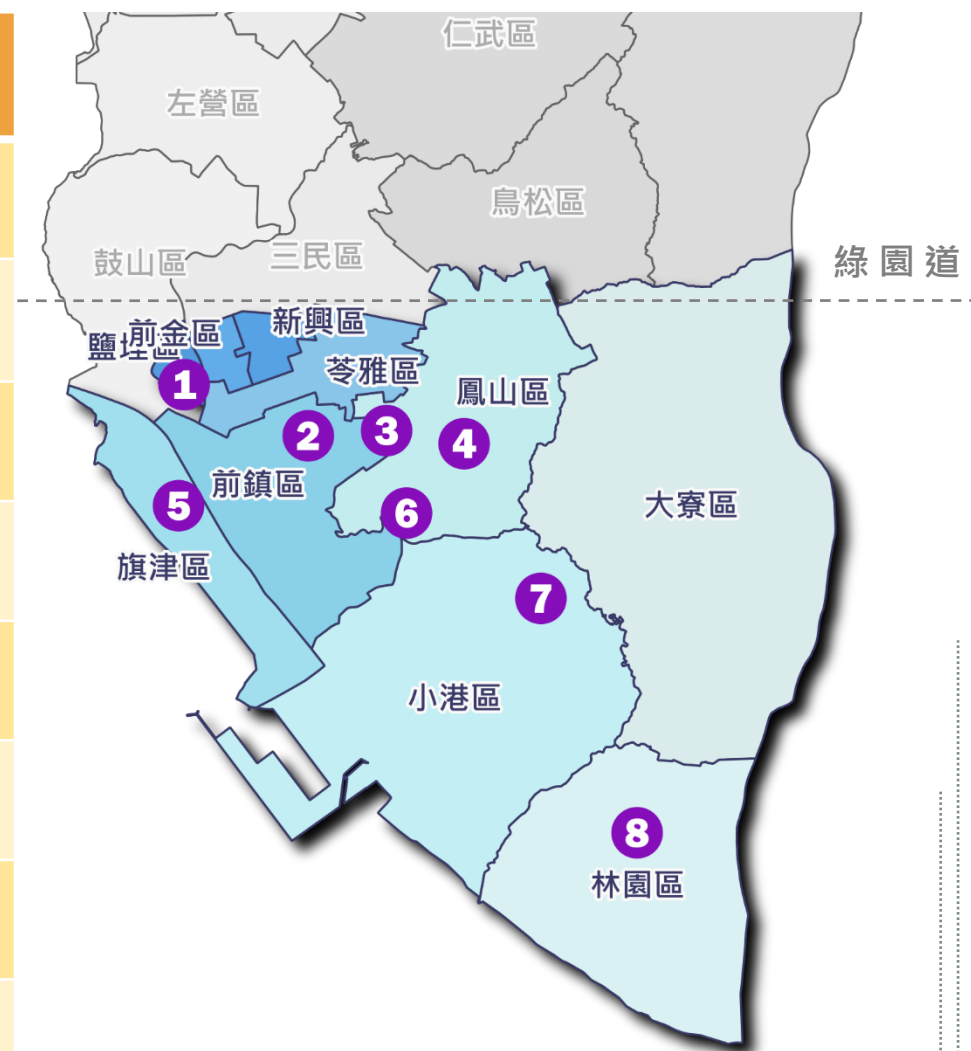 仁武區
左營區
鳥松區
鼓山區
三民區
綠園道
新興區
前金區
鹽埕區
苓雅區
1
鳳山區
2
3
4
前鎮區
5
6
大寮區
旗津區
7
小港區
8
林園區